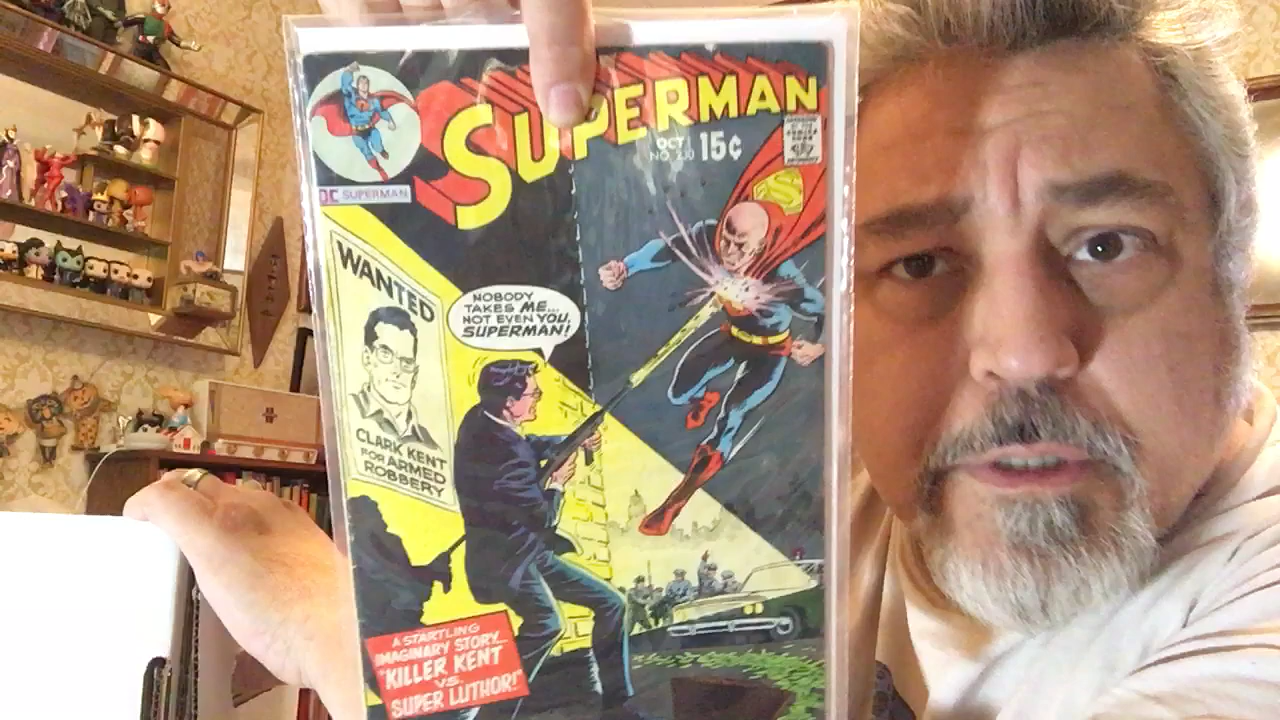 SUPERMAN
DC SUPERMAN
OCT
NO. 230
15¢
WANTED
CLARK KENT
FOR ARMED
ROBBERY
NOBODY
TAKES ME...
NOT EVEN YOU,
SUPERMAN!
S
A STARTLING
IMAGINARY STORY...
"KILLER KENT
VS.
SUPER LUTHOR!"